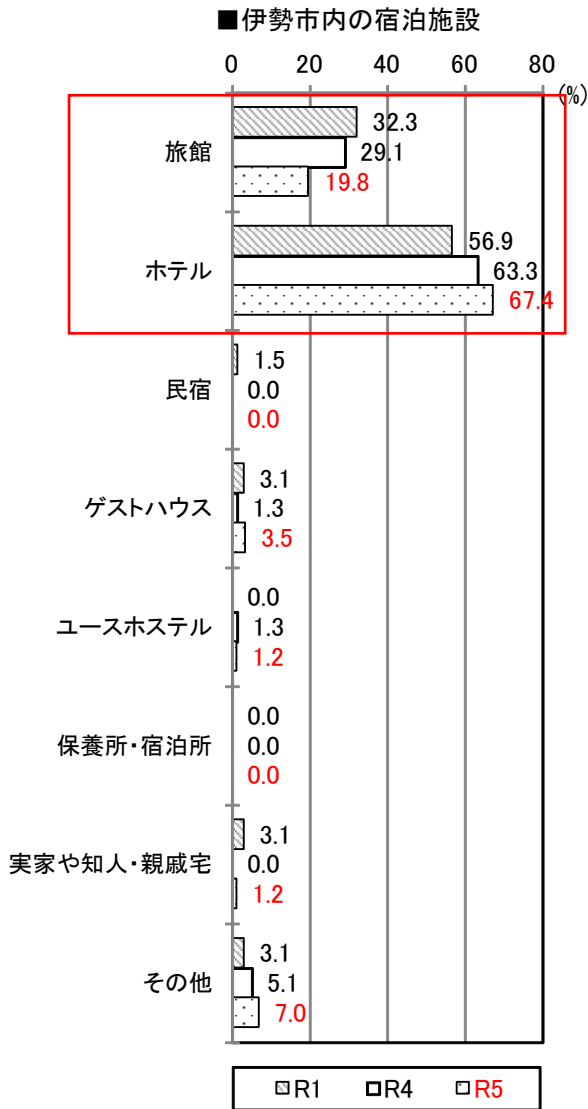 ■伊勢市内の宿泊施設
0 20 40 60 80
(%)
旅館
32.3
29.1
19.8
ホテル
56.9
63.3
67.4
民宿
1.5
0.0
0.0
ゲストハウス
3.1
1.3
3.5
ユースホステル
0.0
1.3
1.2
保養所・宿泊所
0.0
0.0
0.0
実家や知人・親戚宅
3.1
0.0
1.2
その他
3.1
5.1
7.0
R1 R4 R5